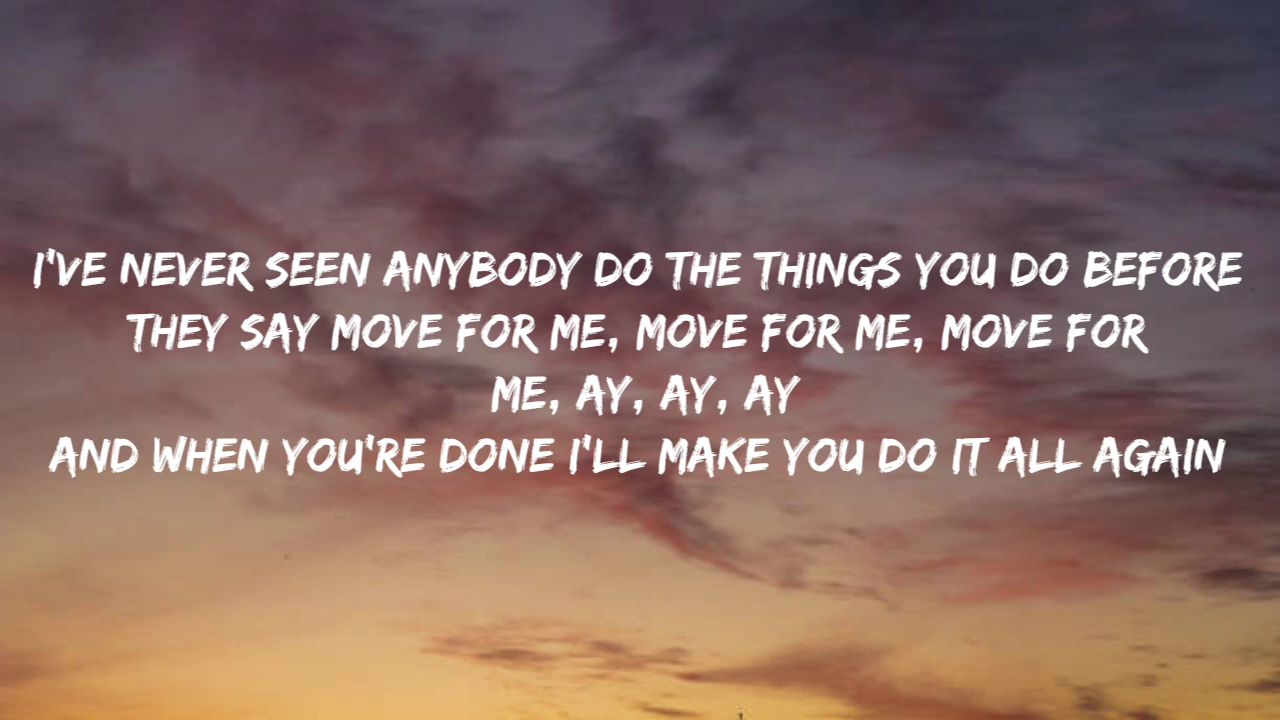 I'VE NEVER SEEN ANYBODY DO THE THINGS YOU DO BEFORE
THEY SAY MOVE FOR ME, MOVE FOR ME, MOVE FOR
ME, AY, AY, AY
AND WHEN YOU'RE DONE I'LL MAKE YOU DO IT ALL AGAIN